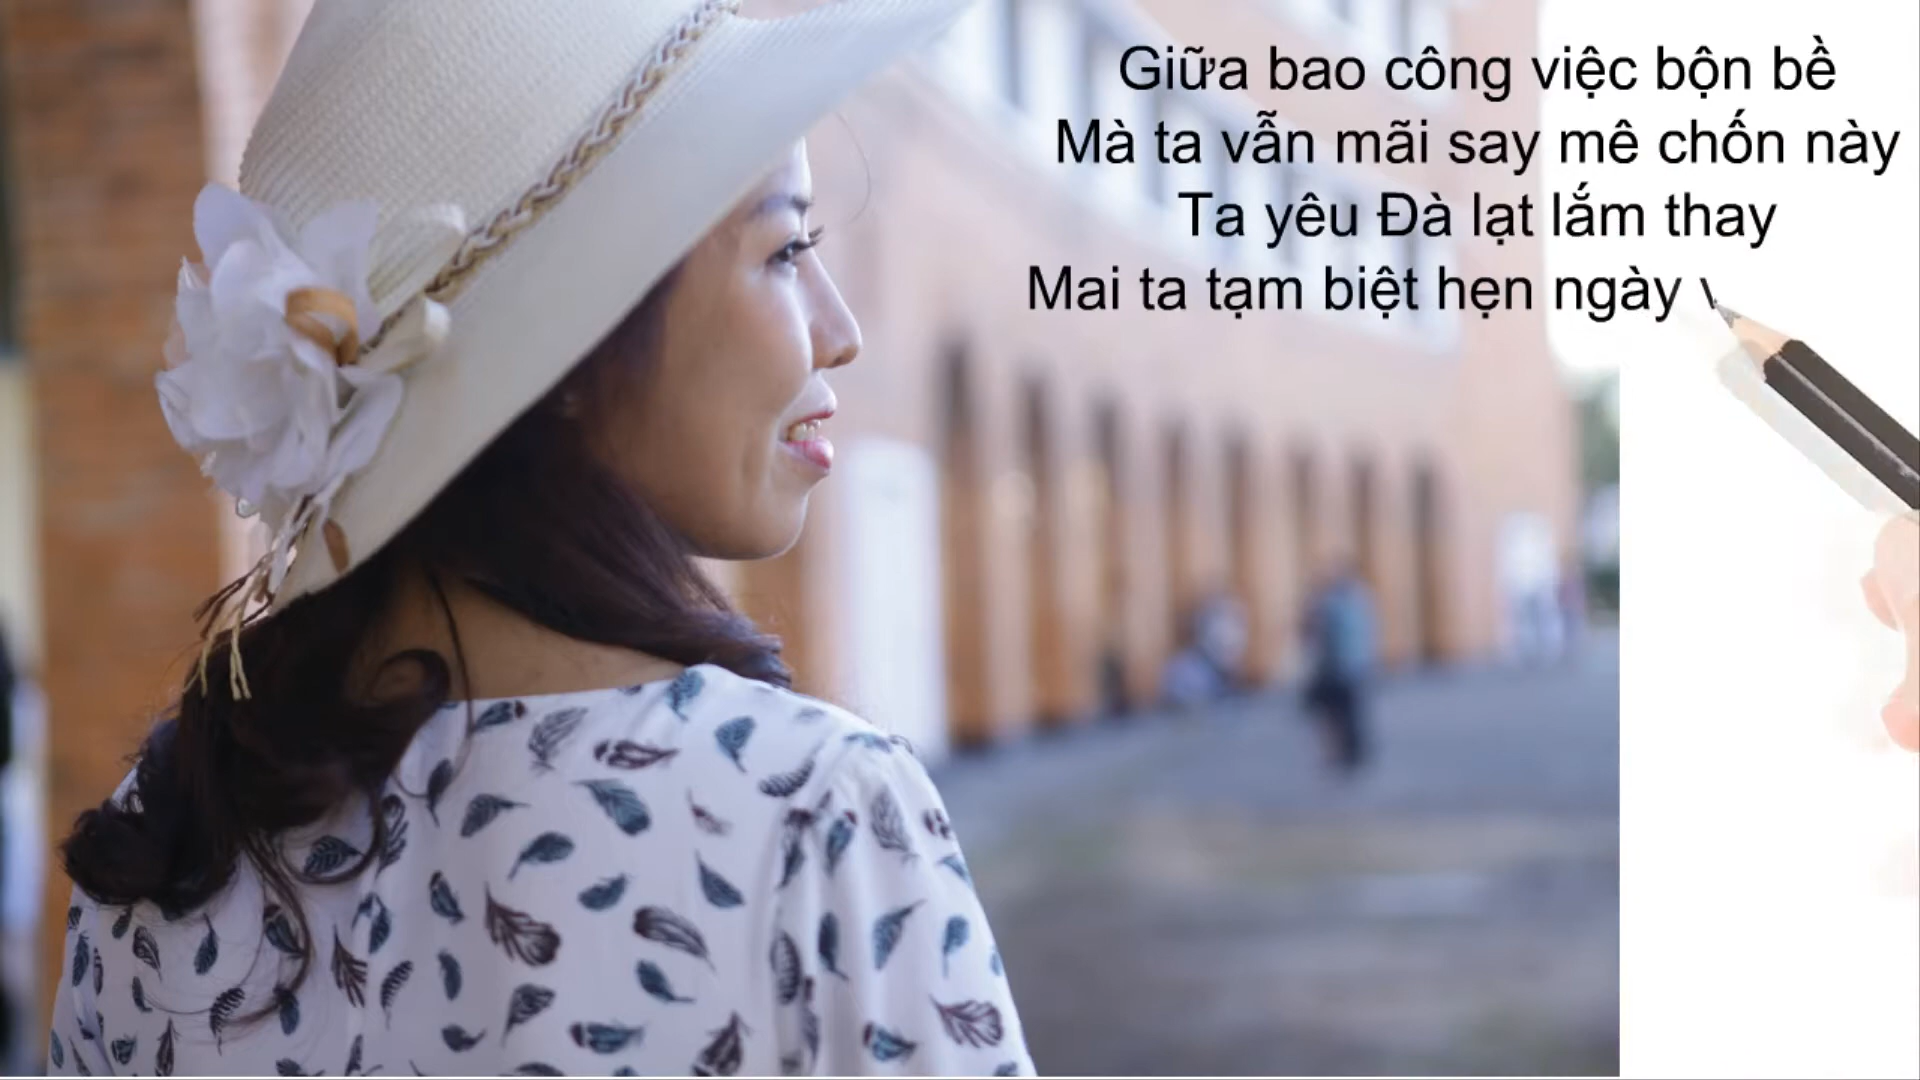 Giữa bao công việc bộn bề
Mà ta vẫn mãi say mê chốn này
Ta yêu Đà lạt lắm thay
Mai ta tạm biệt hẹn ngày